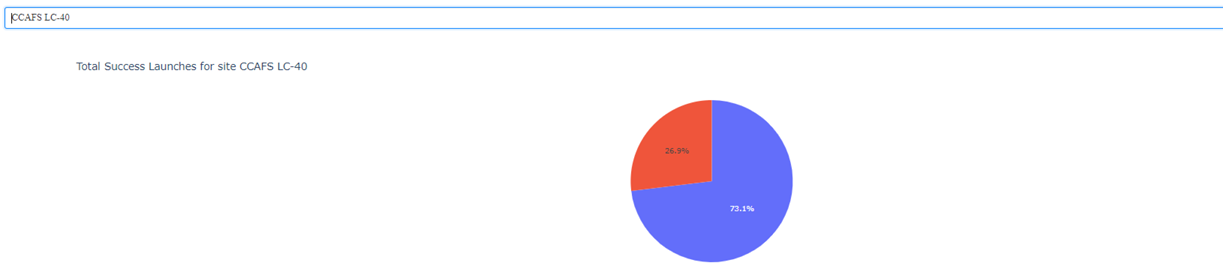 CCAFS LC-40
Total Success Launches for site CCAFS LC-40
26.9%
73.1%